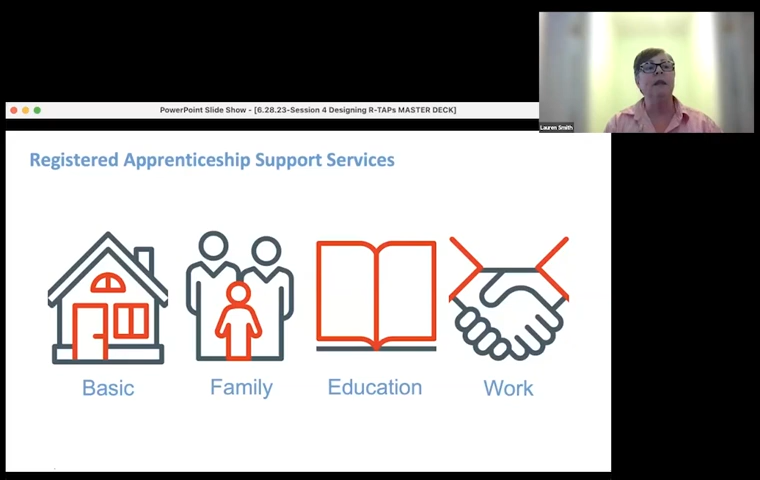 PowerPoint Slide Show - [6.28.23-Session 4 Designing R-TAPs MASTER DECK]
Lauren Smith
Registered Apprenticeship Support Services
Basic
Family
Education
Work